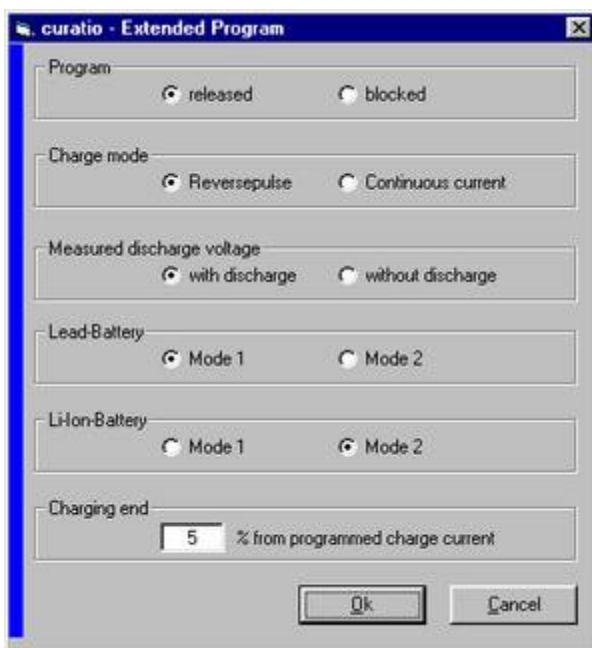 curatio - Extended Program
Program
released blocked
Charge mode
Reversepulse Continuous current
Measured discharge voltage
with discharge without discharge
Lead-Battery
Mode 1 Mode 2
Li-Ion-Battery
Mode 1 Mode 2
Charging end
5 % from programmed charge current
Ok Cancel